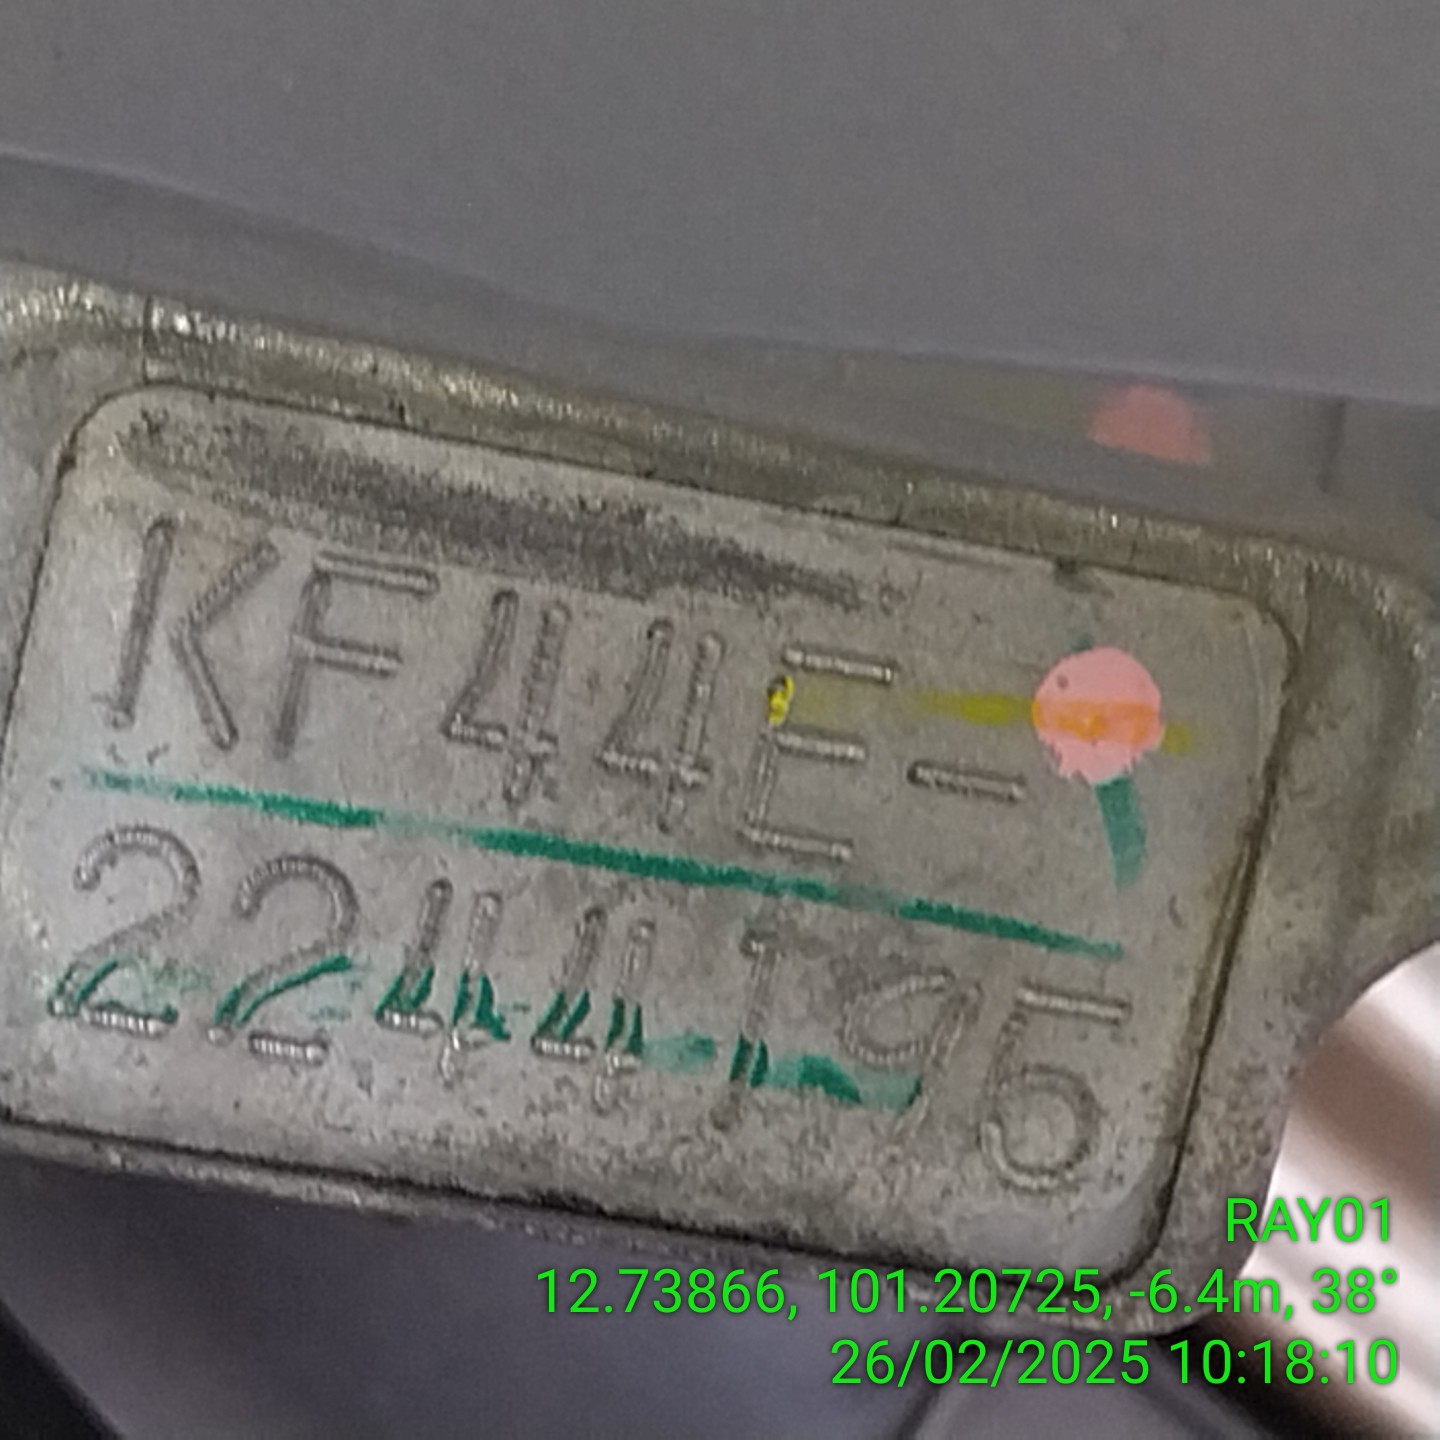 KF44E-
2244195
RAY01
12.73866, 101.20725, -6.4m, 38°
26/02/2025 10:18:10